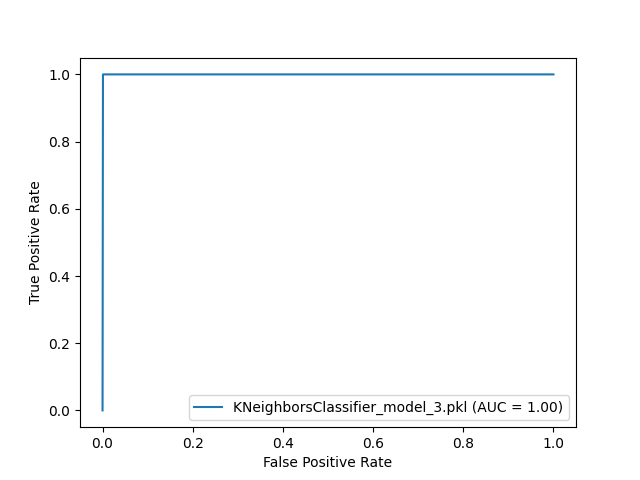 1.0
0.8
0.6
0.4
0.2
0.0
True Positive Rate
KNeighborsClassifier_model_3.pkl (AUC = 1.00)
0.0 0.2 0.4 0.6 0.8 1.0
False Positive Rate